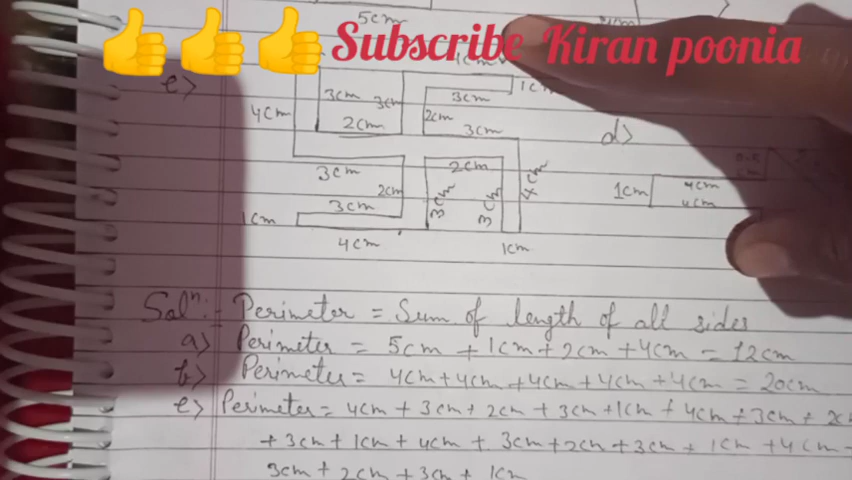 5cm
👍👍👍Subscribe Kiran poonia
e>
1cm
3cm 3cm
3cm
4cm
2cm
2cm
3cm
d>
3cm
2cm
2cm
3cm
3cm
3cm
4cm
1cm
4cm
4cm
1cm
4cm
1cm
Solⁿ:- Perimeter = Sum of length of all sides
a> Perimeter = 5cm + 1cm + 2cm + 4cm = 12cm
b> Perimeter = 4cm + 4cm + 4cm + 4cm + 4cm = 20cm
e> Perimeter = 4cm + 3cm + 2cm + 3cm + 1cm + 4cm + 3cm +
+ 3cm + 1cm + 4cm + 3cm + 2cm + 3cm + 1cm + 4cm
3cm + 2cm + 3cm + 1cm